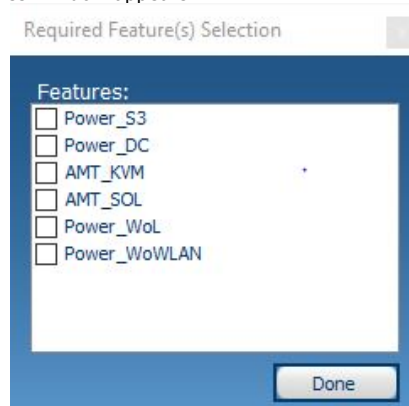 Required Feature(s) Selection
Features:
Power_S3
Power_DC
AMT_KVM
AMT_SOL
Power_WoL
Power_WoWLAN
Done